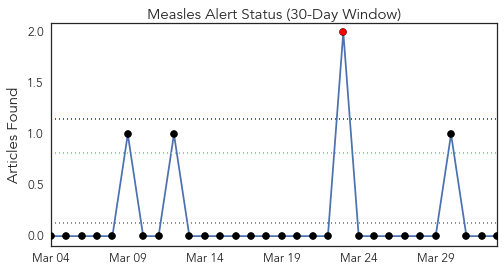 Measles Alert Status (30-Day Window)
Articles Found
2.0
1.5
1.0
0.5
0.0
Mar 04 Mar 09 Mar 14 Mar 19 Mar 24 Mar 29